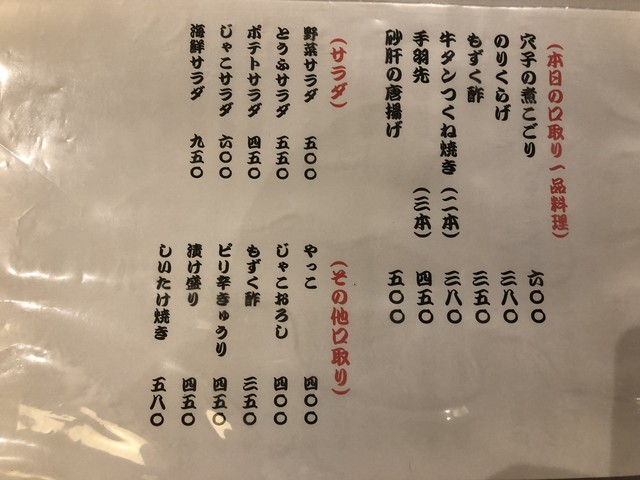 (本日の口取り一品料理)
穴子の煮こごり 六〇〇
のりくらげ 三八〇
もずく酢 三五〇
牛タンつくね焼き (二本) 三八〇
手羽先 (三本) 四五〇
砂肝の唐揚げ 五〇〇
(サラダ)
野菜サラダ 五〇〇
とうふサラダ 五五〇
ポテトサラダ 四五〇
じゃこサラダ 六〇〇
海鮮サラダ 九五〇
(その他口取り)
やっこ 四〇〇
じゃこおろし 四〇〇
もずく酢 三五〇
ピリ辛きゅうり 四五〇
漬け盛り 四五〇
しいたけ焼き 五八〇